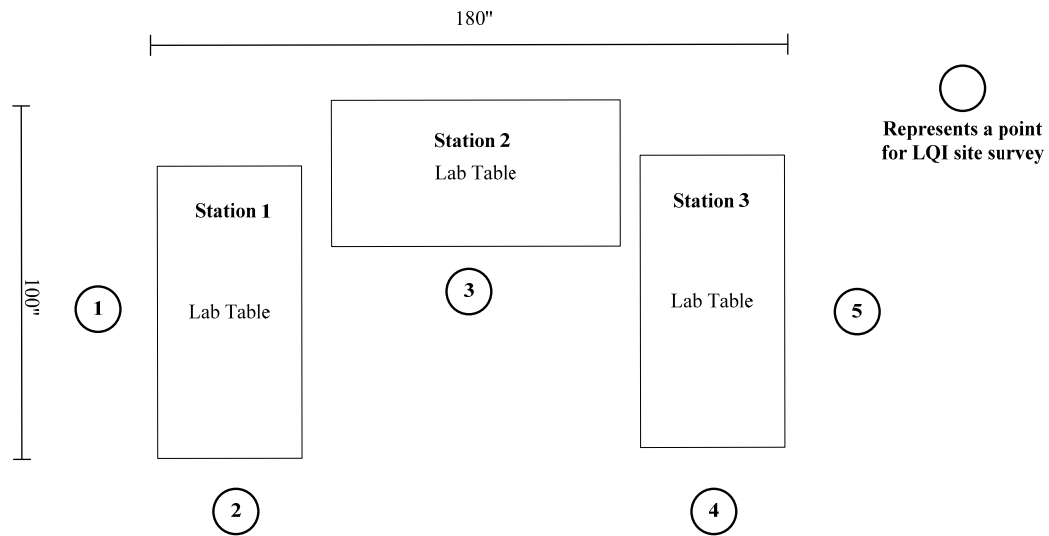 180"
Represents a point
for LQI site survey
Station 2
Lab Table
Station 1
Lab Table
Station 3
Lab Table
100"
1
2
3
4
5